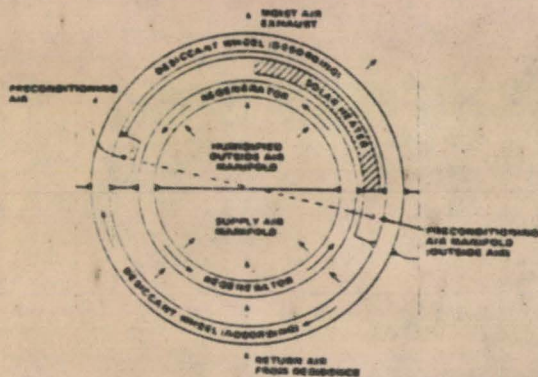 MOIST AIR
EXHAUST
DESICCANT WHEEL (DESORBING)
PRECONDITIONING
AIR
REGENERATOR
SOLAR HEATER
HUMIDIFIED
OUTSIDE AIR
MANIFOLD
SUPPLY AIR
MANIFOLD
PRECONDITIONING
AIR MANIFOLD
(OUTSIDE AIR)
REGENERATOR
DESICCANT WHEEL (ADSORBING)
RETURN AIR
FROM RESIDENCE